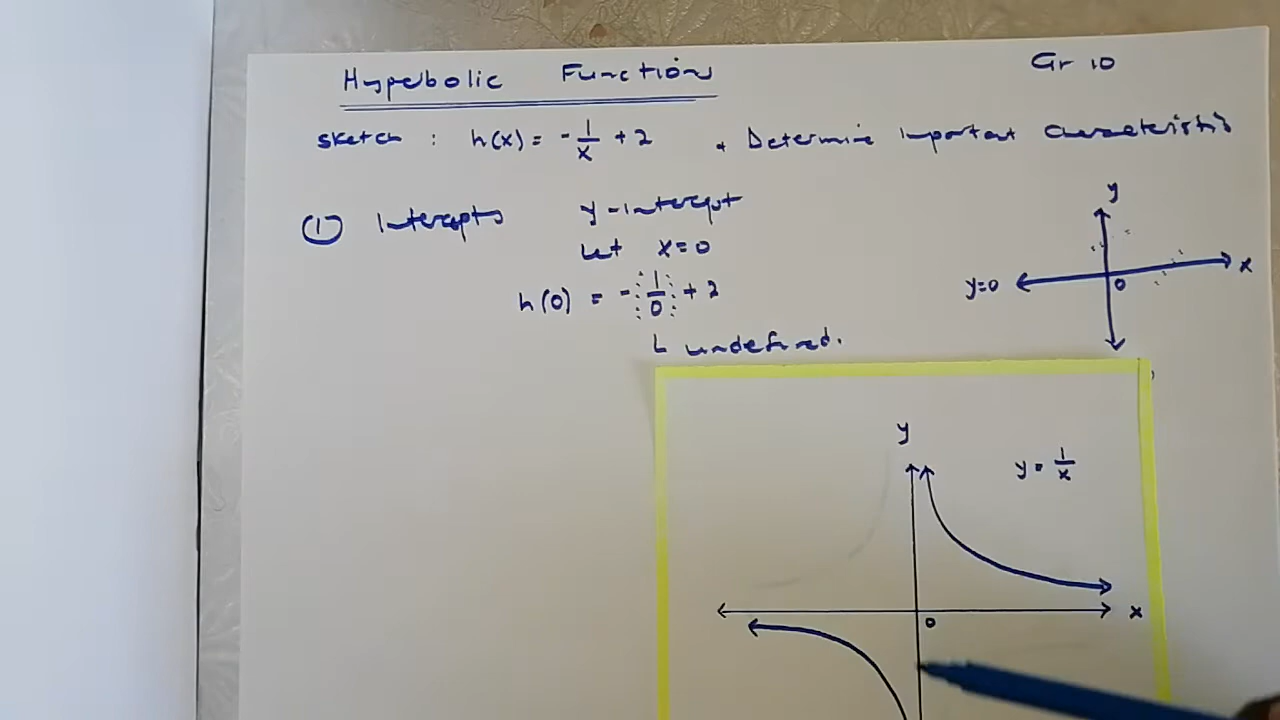 Hyperbolic Function
Gr 10
Sketch : h(x) = -1/x + 2 * Determine important characteristis
① Intercepts y-intercept
Let x=0
h(0) = -1/0 + 2
undefined.
y
x
y=0
0
y
y = 1/x
x
0